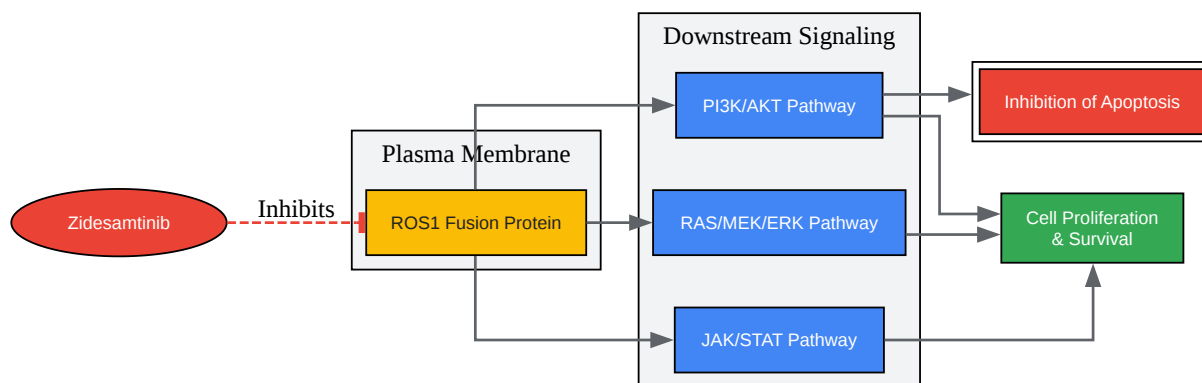 Downstream Signaling
PI3K/AKT Pathway
Inhibition of Apoptosis
Plasma Membrane
Zidesamtinib
Inhibits
ROS1 Fusion Protein
RAS/MEK/ERK Pathway
Cell Proliferation
& Survival
JAK/STAT Pathway